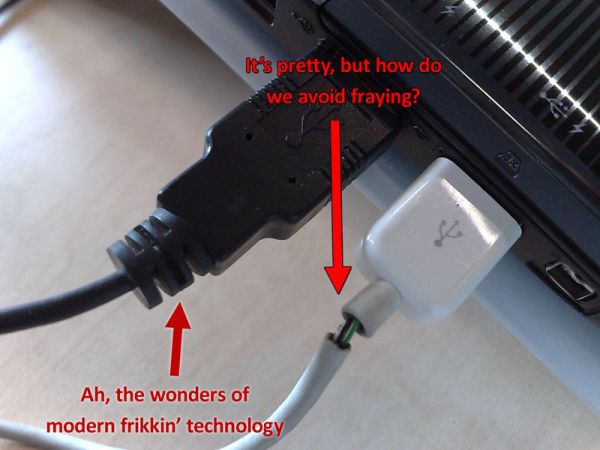 It's pretty, but how do
we avoid fraying?
Ah, the wonders of
modern frikkin' technology